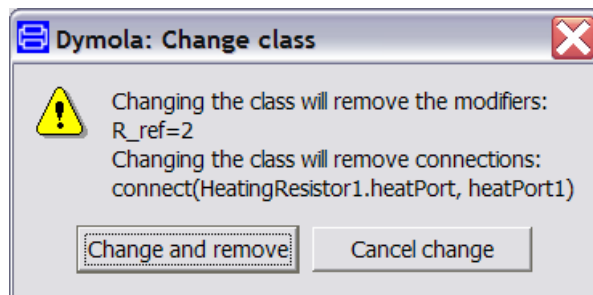 Dymola: Change class
Changing the class will remove the modifiers:
R_ref=2
Changing the class will remove connections:
connect(HeatingResistor1.heatPort, heatPort1)
Change and remove
Cancel change